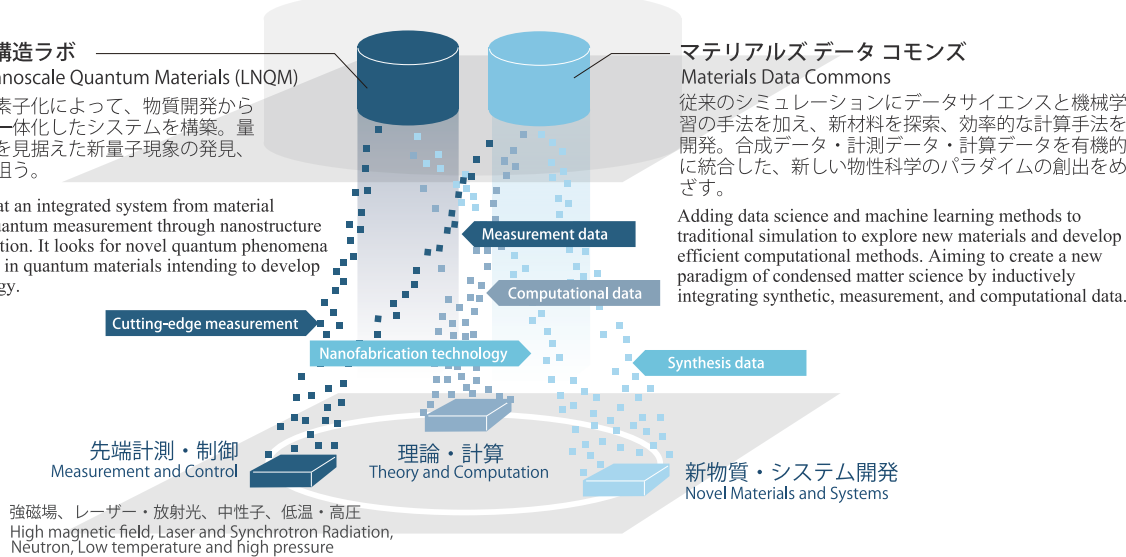 構造ラボ
noscale Quantum Materials (LNQM)
素子化によって、物質開発から
一体化したシステムを構築。量
を見据えた新量子現象の発見、
狙う。
at an integrated system from material
uantum measurement through nanostructure
tion. It looks for novel quantum phenomena
in quantum materials intending to develop
gy.
マテリアルズ データ コモンズ
Materials Data Commons
従来のシミュレーションにデータサイエンスと機械学
習の手法を加え、新材料を探索、効率的な計算手法を
開発。合成データ・計測データ・計算データを有機的
に統合した、新しい物性科学のパラダイムの創出をめ
ざす。
Adding data science and machine learning methods to
traditional simulation to explore new materials and develop
efficient computational methods. Aiming to create a new
paradigm of condensed matter science by inductively
integrating synthetic, measurement, and computational data.
Measurement data
Computational data
Cutting-edge measurement
Nanofabrication technology
Synthesis data
先端計測・制御
Measurement and Control
理論・計算
Theory and Computation
新物質・システム開発
Novel Materials and Systems
強磁場、レーザー・放射光、中性子、低温・高圧
High magnetic field, Laser and Synchrotron Radiation,
Neutron, Low temperature and high pressure